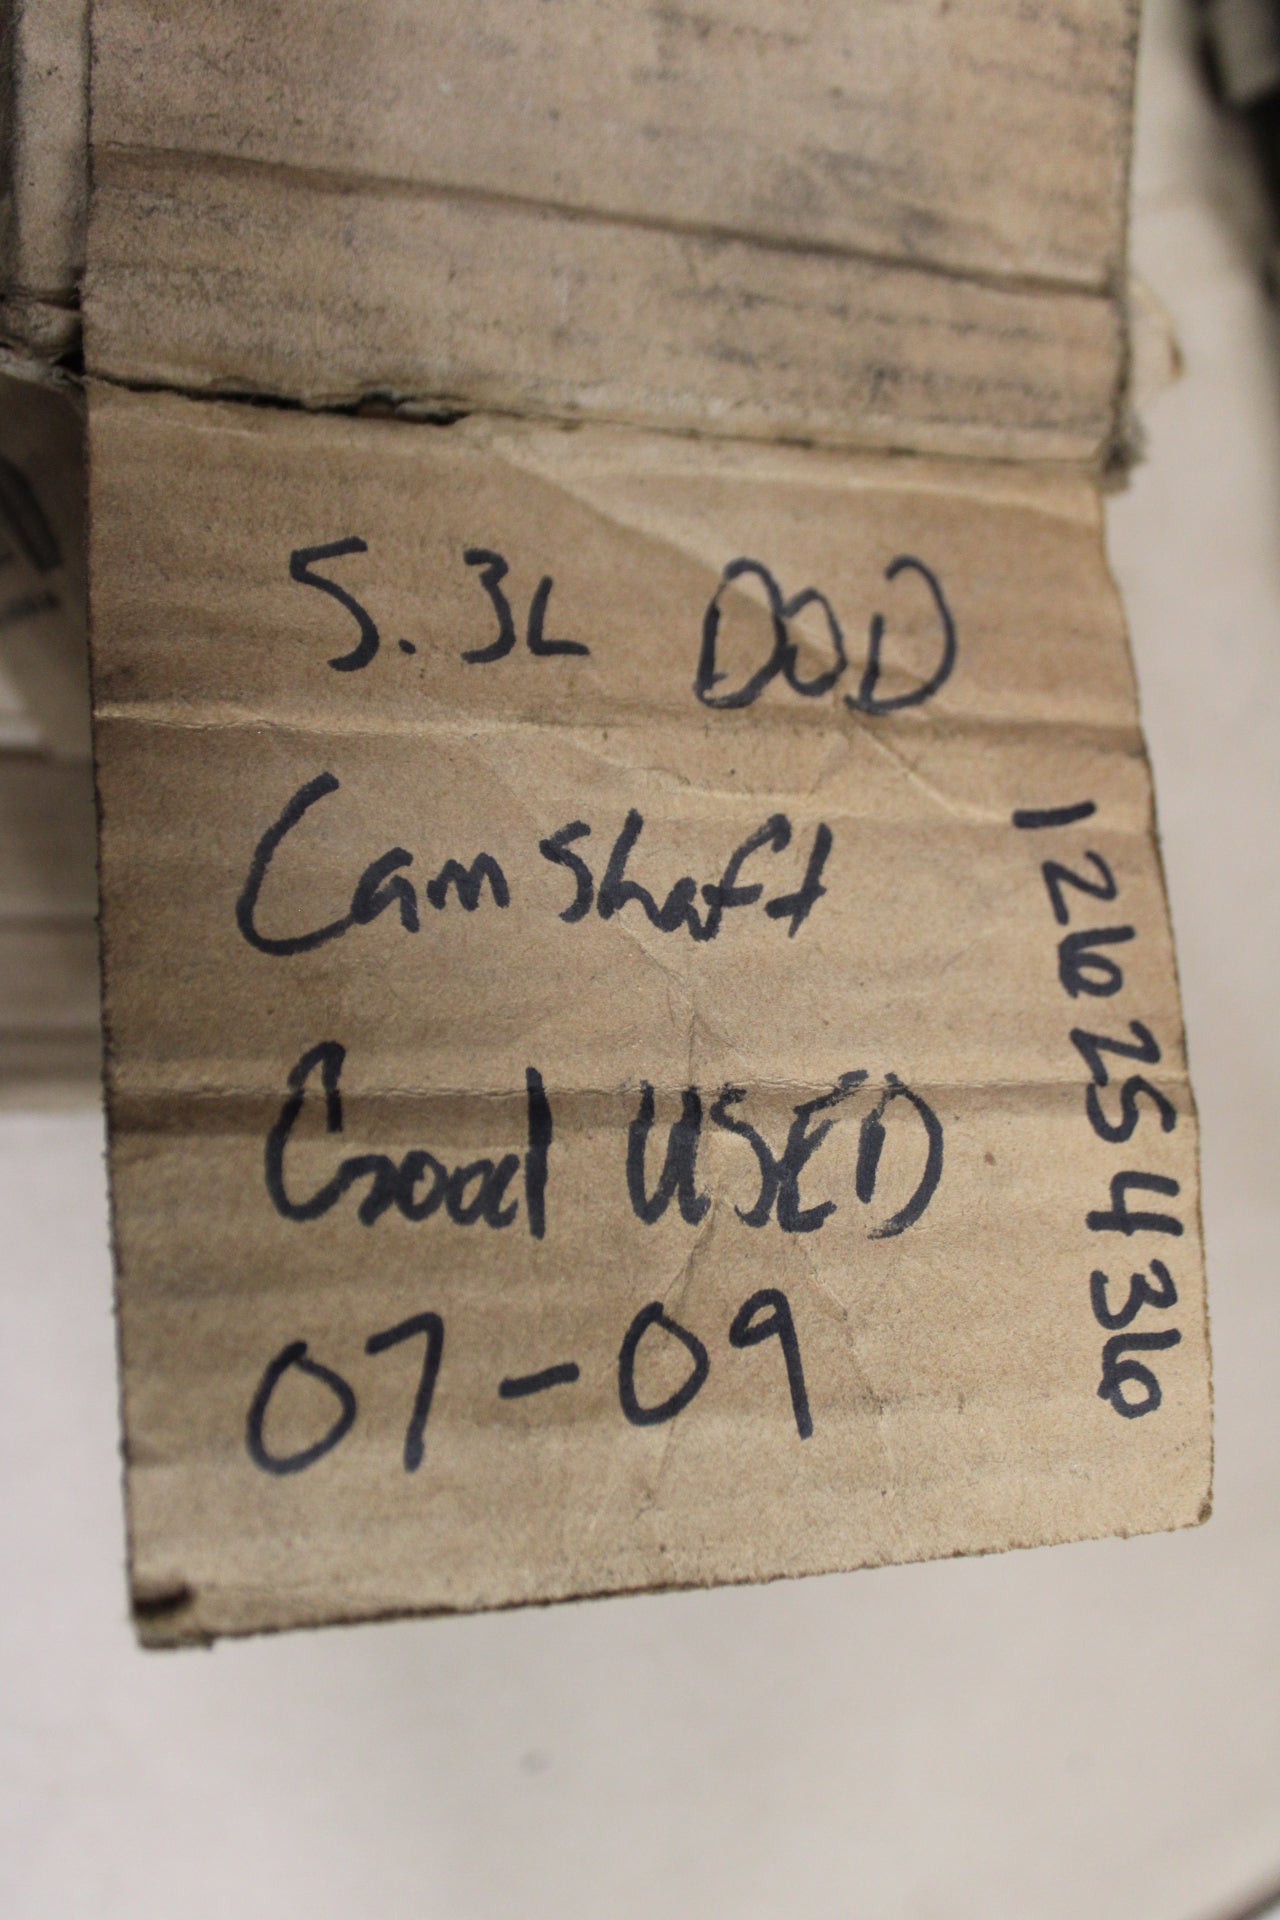 5.3L DOD
Camshaft
Good USED
07-09
12625436